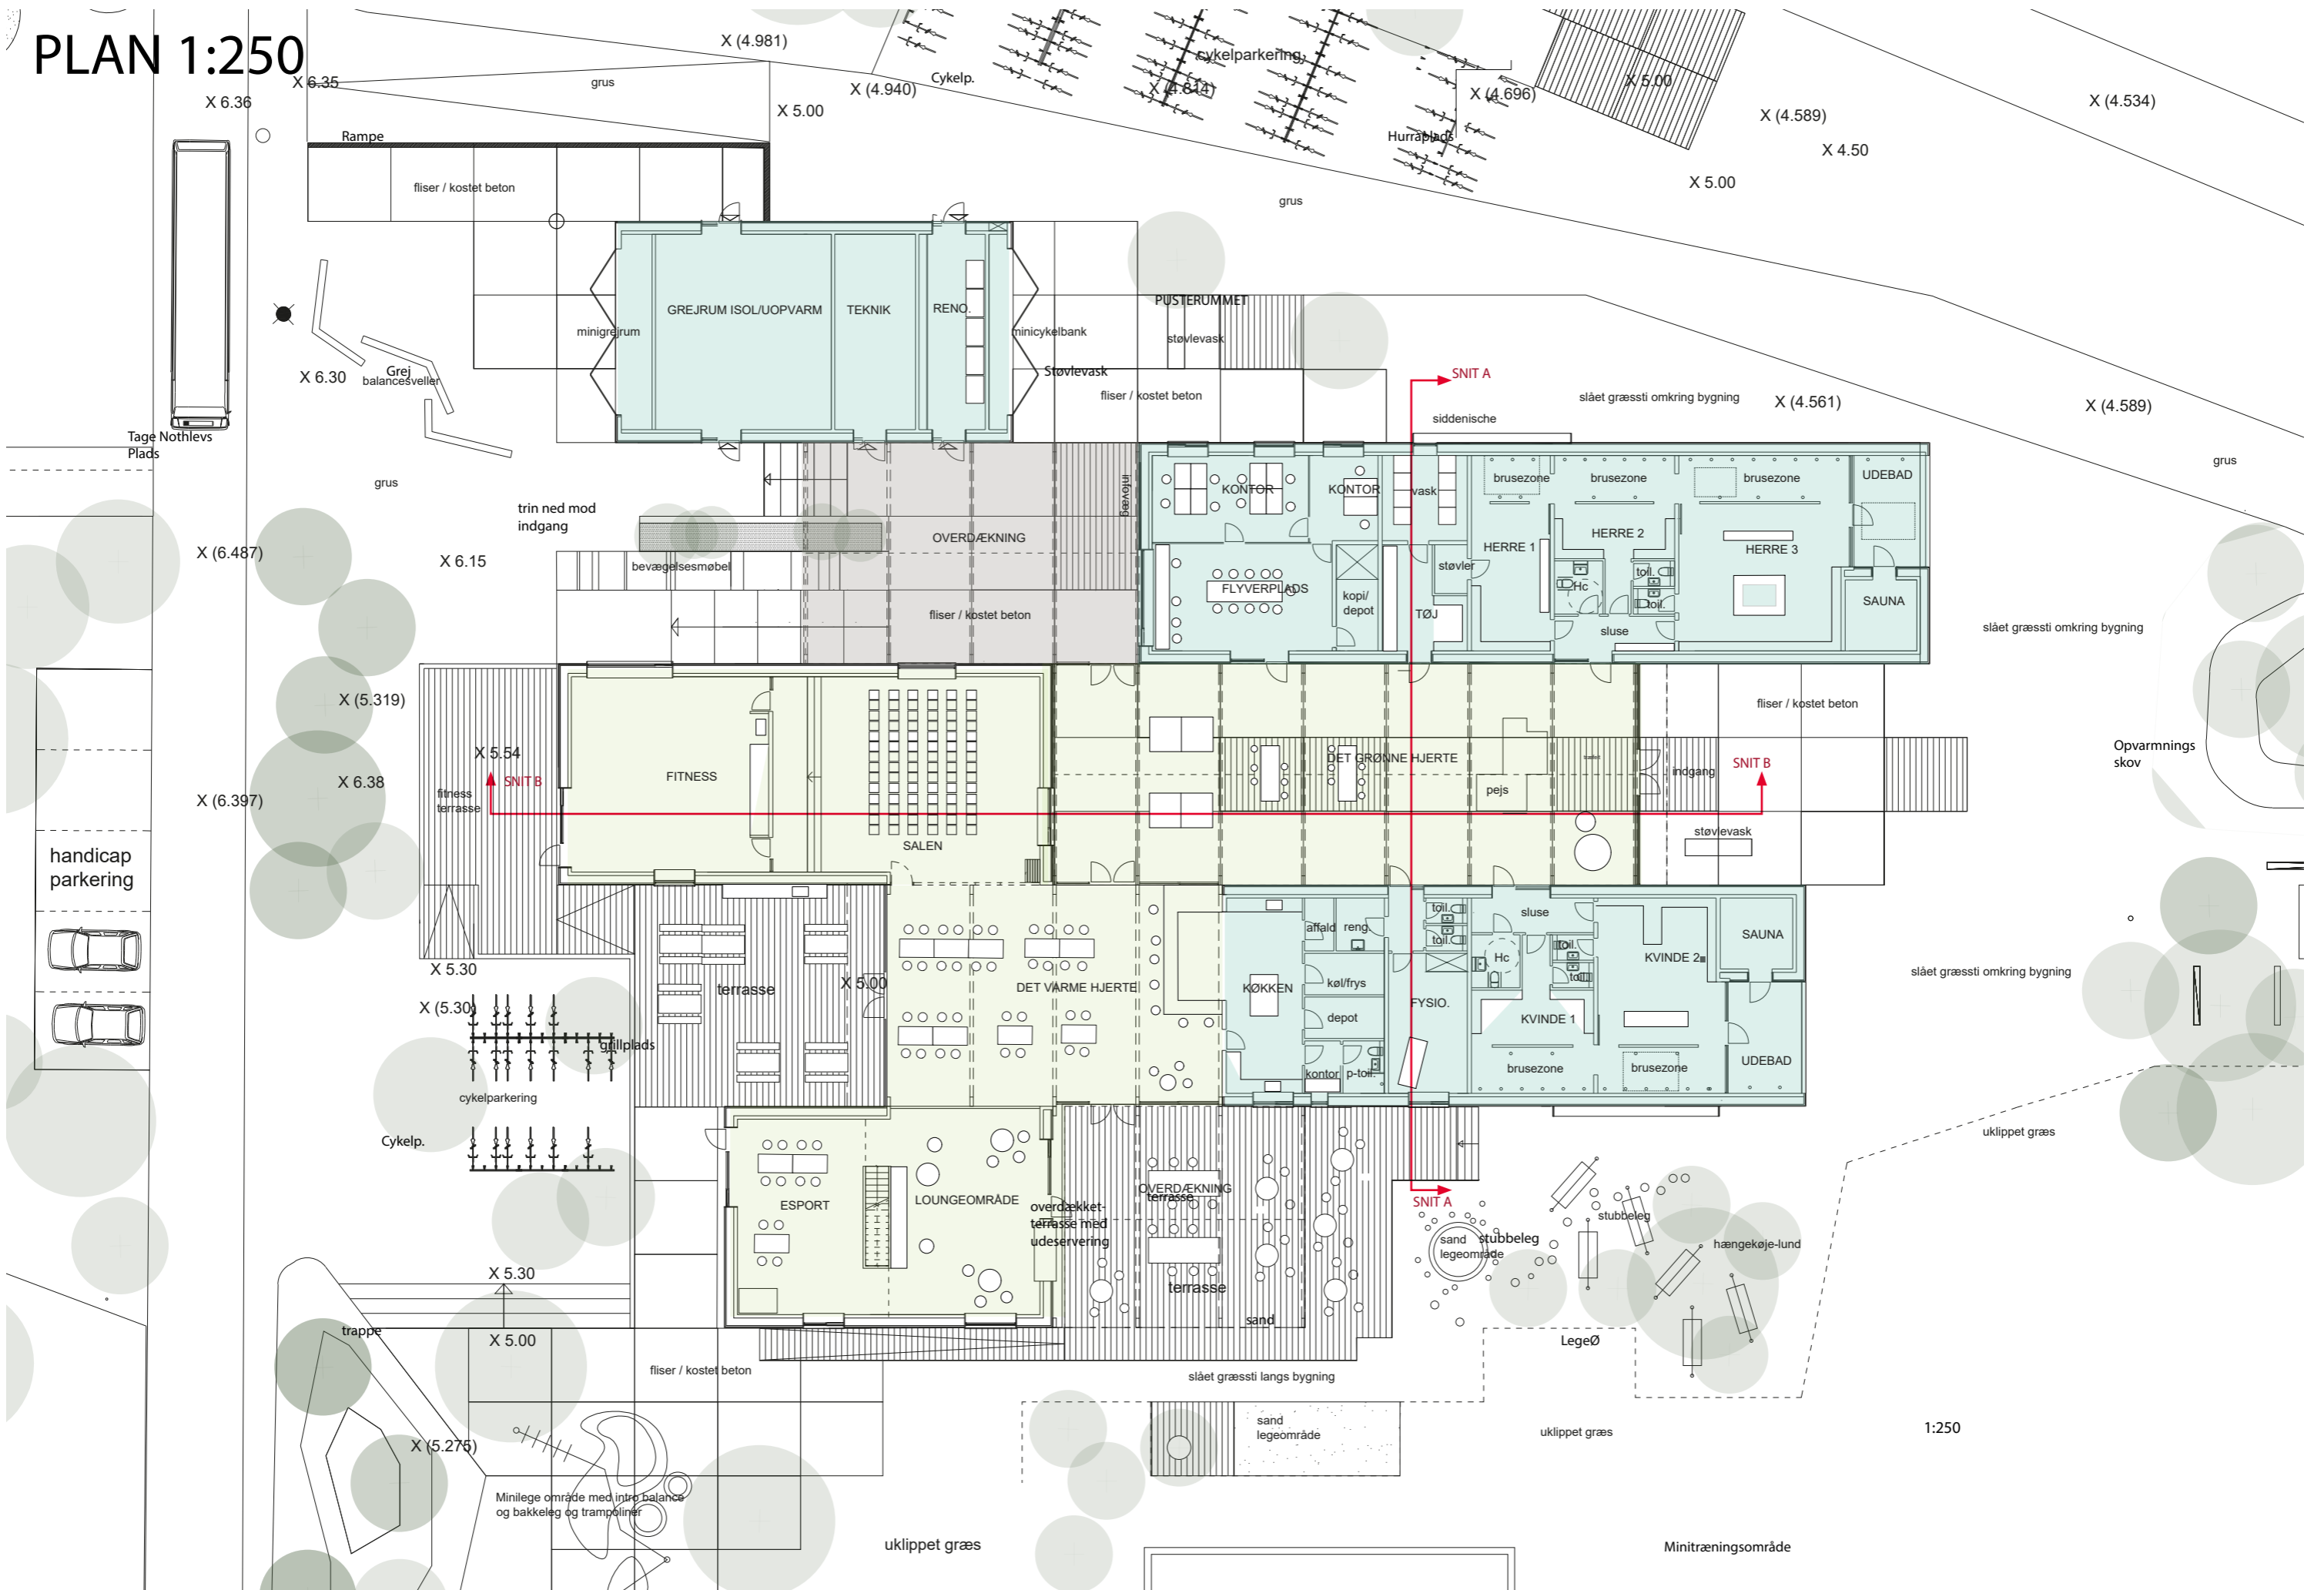 PLAN 1:250
X (4.981)
cykelparkering
X 6.35
grus
Cykelp.
X 5.00
X 6.36
X (4.940)
X (4.814)
X (4.696)
X (4.589)
X (4.534)
X 5.00
Rampe
Hurraplads
X 4.50
fliser / kostet beton
X 5.00
grus
PUSTERUMMET
GREJRUM ISOL/UOPVARM
TEKNIK
RENO.
minigrejrum
minicykelbank
støvlevask
X 6.30
Grej
balancesveller
Støvlevask
SNIT A
fliser / kostet beton
slået græssti omkring bygning
X (4.561)
X (4.589)
siddenische
Tage Nothlevs
Plads
grus
grus
infovæg
KONTOR
KONTOR
vask
brusezone
brusezone
brusezone
UDEBAD
trin ned mod
indgang
OVERDÆKNING
HERRE 1
HERRE 2
HERRE 3
X (6.487)
X 6.15
bevægelsesmøbel
støvler
toil.
Hc
FLYVERPLADS
kopi/
depot
toil.
SAUNA
fliser / kostet beton
TØJ
sluse
slået græssti omkring bygning
X (5.319)
fliser / kostet beton
X 5.54
FITNESS
DET GRØNNE HJERTE
indgang
SNIT B
Opvarmnings
skov
X 6.38
SNIT B
pejs
X (6.397)
fitness
terrasse
støvlevask
SALEN
handicap
parkering
toil.
sluse
affald
reng.
toil.
SAUNA
toil.
Hc
KVINDE 2
X 5.30
slået græssti omkring bygning
terrasse
X 5.00
DET VARME HJERTE
KØKKEN
køl/frys
toil.
X (5.30)
FYSIO.
depot
KVINDE 1
grillplads
UDEBAD
kontor
p-toil.
brusezone
brusezone
cykelparkering
Cykelp.
uklippet græs
OVERDÆKNING
terrasse
ESPORT
LOUNGEOMRÅDE
SNIT A
overdækket-
terrasse med
udeservering
stubbeleg
sand
legeområde
stubbeleg
hængekøje-lund
X 5.30
terrasse
sand
trappe
X 5.00
LegeØ
fliser / kostet beton
slået græssti langs bygning
sand
legeområde
uklippet græs
1:250
X (5.275)
Minilege område med intro balance
og bakkeleg og trampoliner
uklippet græs
Minitræningsområde